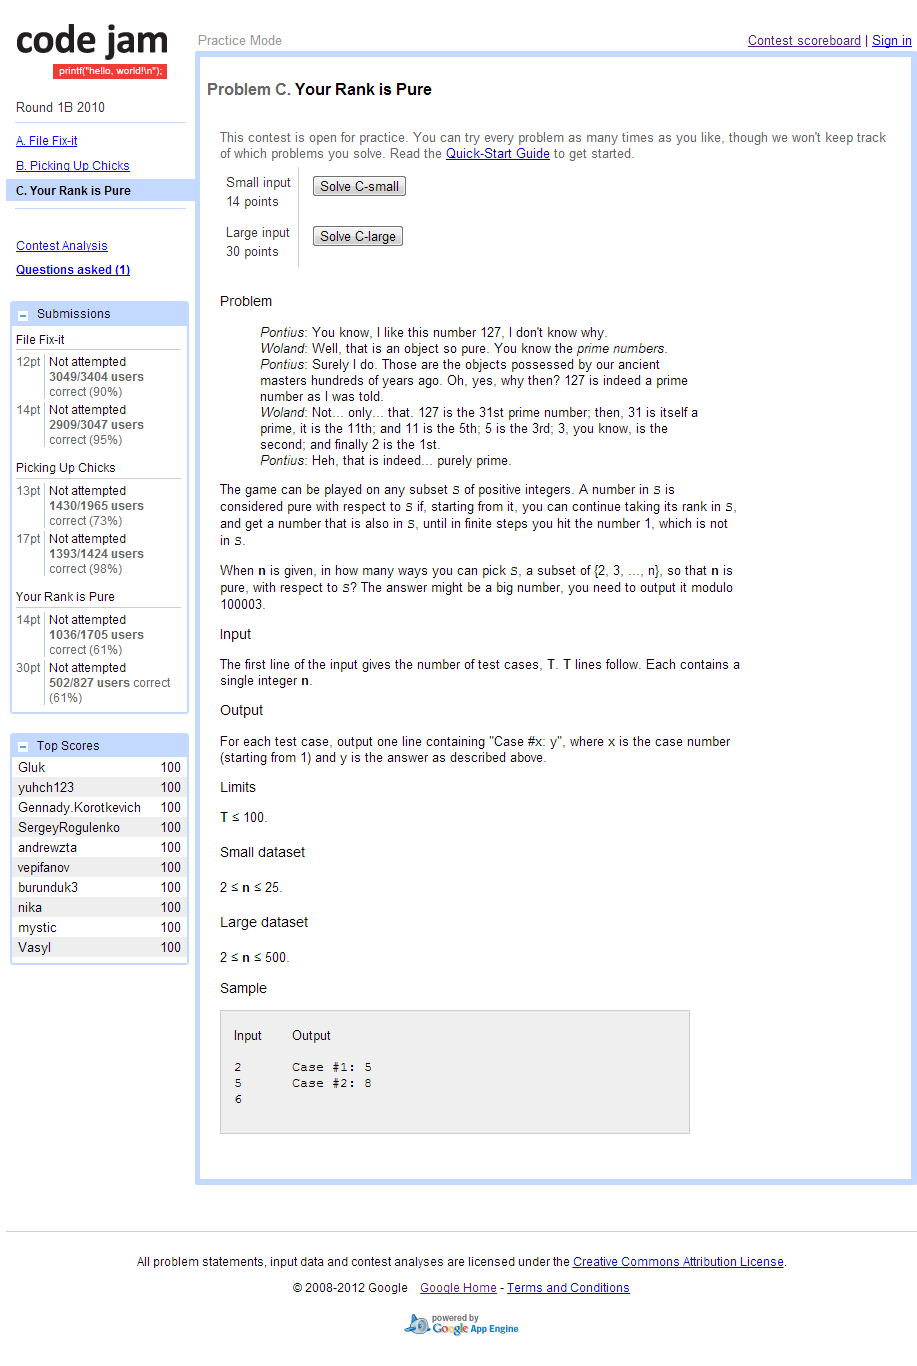 code jam
printf("hello, world!\n");
Practice Mode
Contest scoreboard | Sign in
Round 1B 2010
A. File Fix-it
B. Picking Up Chicks
C. Your Rank is Pure
Contest Analysis
Questions asked (1)
Submissions
File Fix-it
12pt Not attempted
3049/3404 users
correct (90%)
14pt Not attempted
2909/3047 users
correct (95%)
Picking Up Chicks
13pt Not attempted
1430/1965 users
correct (73%)
17pt Not attempted
1393/1424 users
correct (98%)
Your Rank is Pure
14pt Not attempted
1036/1705 users
correct (61%)
30pt Not attempted
502/827 users correct
(61%)
Top Scores
Gluk 100
yuhch123 100
Gennady.Korotkevich 100
SergeyRogulenko 100
andrewzta 100
vepifanov 100
burunduk3 100
nika 100
mystic 100
Vasyl 100
Problem C. Your Rank is Pure
This contest is open for practice. You can try every problem as many times as you like, though we won't keep track
of which problems you solve. Read the Quick-Start Guide to get started.
Small input
14 points
Solve C-small
Large input
30 points
Solve C-large
Problem
Pontius: You know, I like this number 127, I don't know why.
Woland: Well, that is an object so pure. You know the prime numbers.
Pontius: Surely I do. Those are the objects possessed by our ancient
masters hundreds of years ago. Oh, yes, why then? 127 is indeed a prime
number as I was told.
Woland: Not... only... that. 127 is the 31st prime number; then, 31 is itself a
prime, it is the 11th; and 11 is the 5th; 5 is the 3rd; 3, you know, is the
second; and finally 2 is the 1st.
Pontius: Heh, that is indeed... purely prime.
The game can be played on any subset S of positive integers. A number in S is
considered pure with respect to S if, starting from it, you can continue taking its rank in S,
and get a number that is also in S, until in finite steps you hit the number 1, which is not
in S.
When n is given, in how many ways you can pick S, a subset of {2, 3, ..., n}, so that n is
pure, with respect to S? The answer might be a big number, you need to output it modulo
100003.
Input
The first line of the input gives the number of test cases, T. T lines follow. Each contains a
single integer n.
Output
For each test case, output one line containing "Case #x: y", where x is the case number
(starting from 1) and y is the answer as described above.
Limits
T ≤ 100.
Small dataset
2 ≤ n ≤ 25.
Large dataset
2 ≤ n ≤ 500.
Sample
Input Output
2 Case #1: 5
5 Case #2: 8
6
All problem statements, input data and contest analyses are licensed under the Creative Commons Attribution License.
© 2008-2012 Google Google Home - Terms and Conditions
powered by
Google App Engine